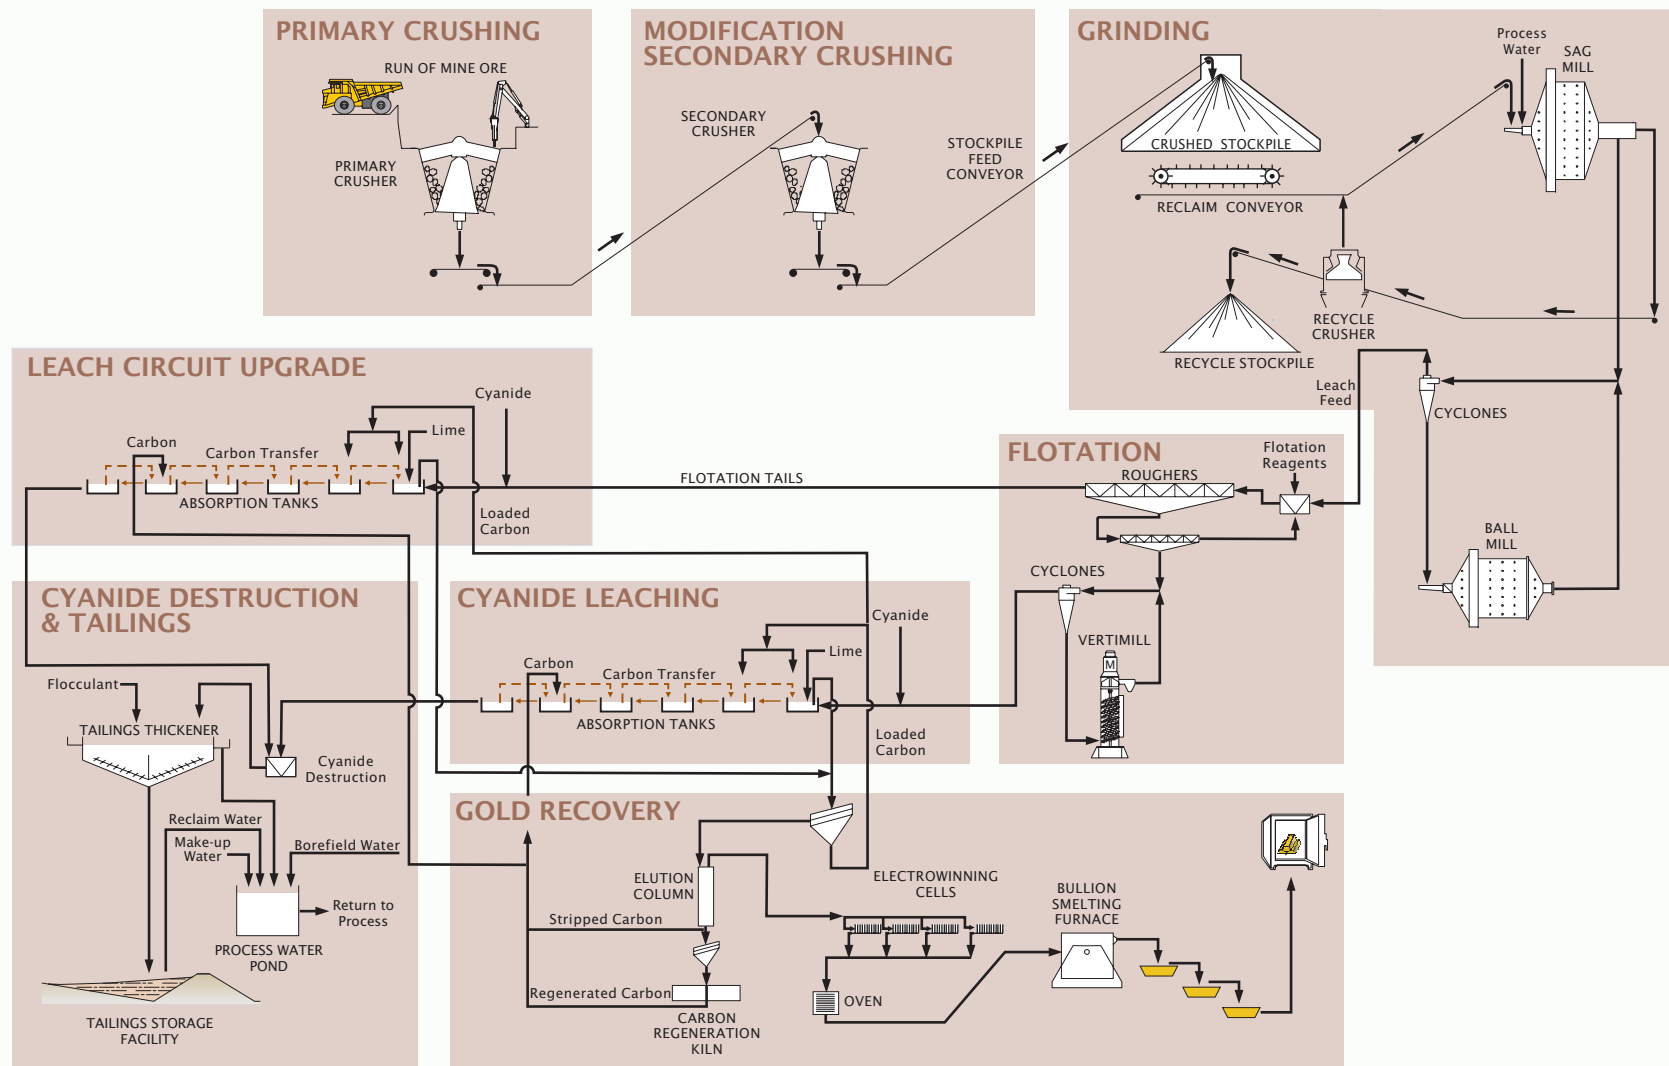 PRIMARY CRUSHING
RUN OF MINE ORE
PRIMARY
CRUSHER
MODIFICATION
SECONDARY CRUSHING
SECONDARY
CRUSHER
STOCKPILE
FEED
CONVEYOR
GRINDING
Process
Water
SAG
MILL
CRUSHED STOCKPILE
RECLAIM CONVEYOR
RECYCLE
CRUSHER
RECYCLE STOCKPILE
Leach
Feed
CYCLONES
BALL
MILL
LEACH CIRCUIT UPGRADE
Cyanide
Lime
Carbon
Carbon Transfer
ABSORPTION TANKS
Loaded
Carbon
FLOTATION TAILS
FLOTATION
Flotation
Reagents
ROUGHERS
CYCLONES
VERTIMILL
M
CYANIDE DESTRUCTION
& TAILINGS
Flocculant
TAILINGS THICKENER
Cyanide
Destruction
Reclaim Water
Make-up
Water
Borefield Water
Return to
Process
PROCESS WATER
POND
TAILINGS STORAGE
FACILITY
CYANIDE LEACHING
Cyanide
Lime
Carbon
Carbon Transfer
ABSORPTION TANKS
Loaded
Carbon
GOLD RECOVERY
ELUTION
COLUMN
Stripped Carbon
Regenerated Carbon
CARBON
REGENERATION
KILN
ELECTROWINNING
CELLS
OVEN
BULLION
SMELTING
FURNACE